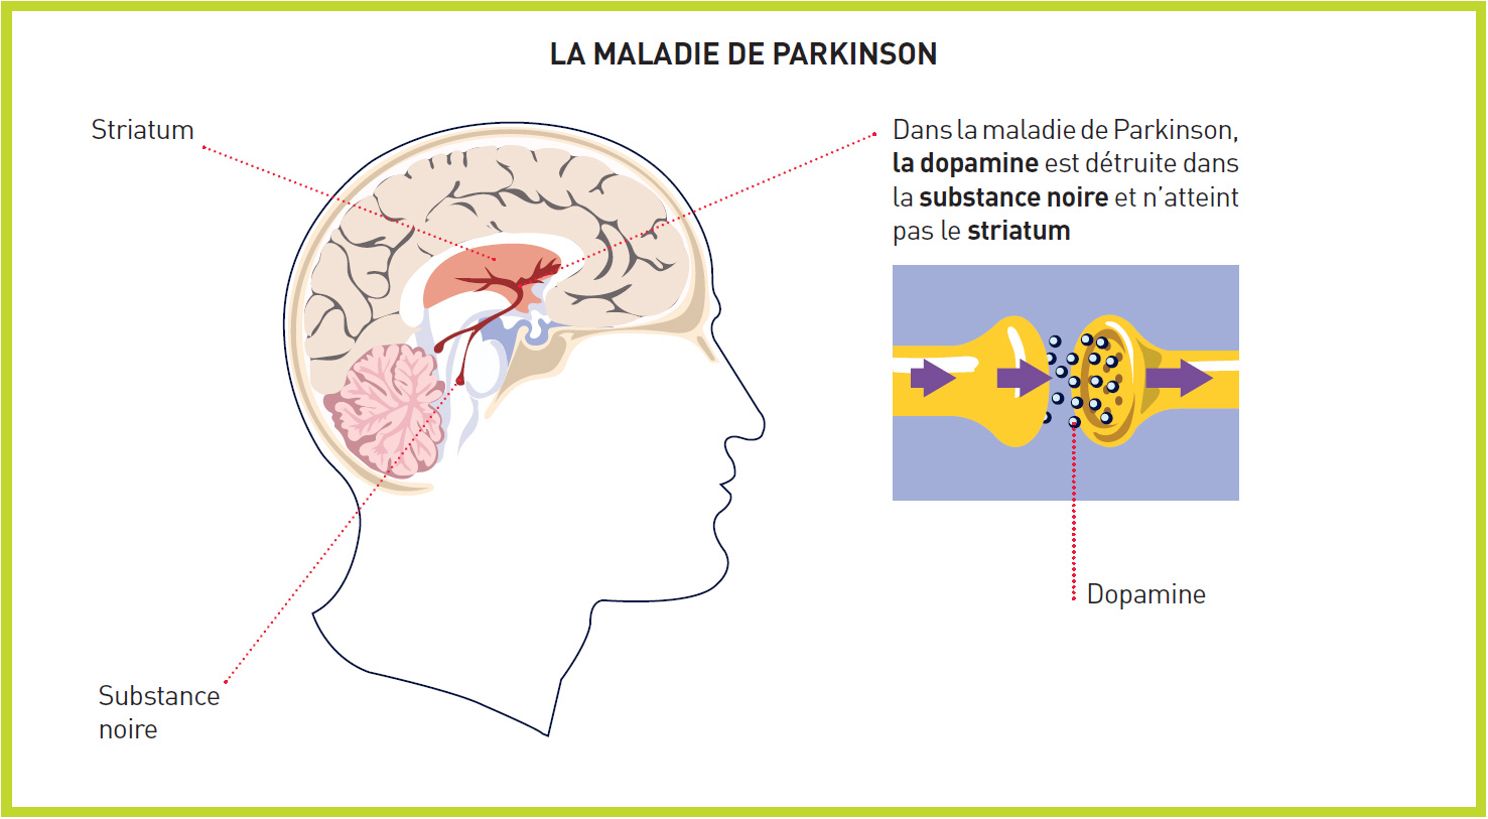 LA MALADIE DE PARKINSON
Striatum
Dans la maladie de Parkinson,
la dopamine est détruite dans
la substance noire et n’atteint
pas le striatum
Dopamine
Substance
noire